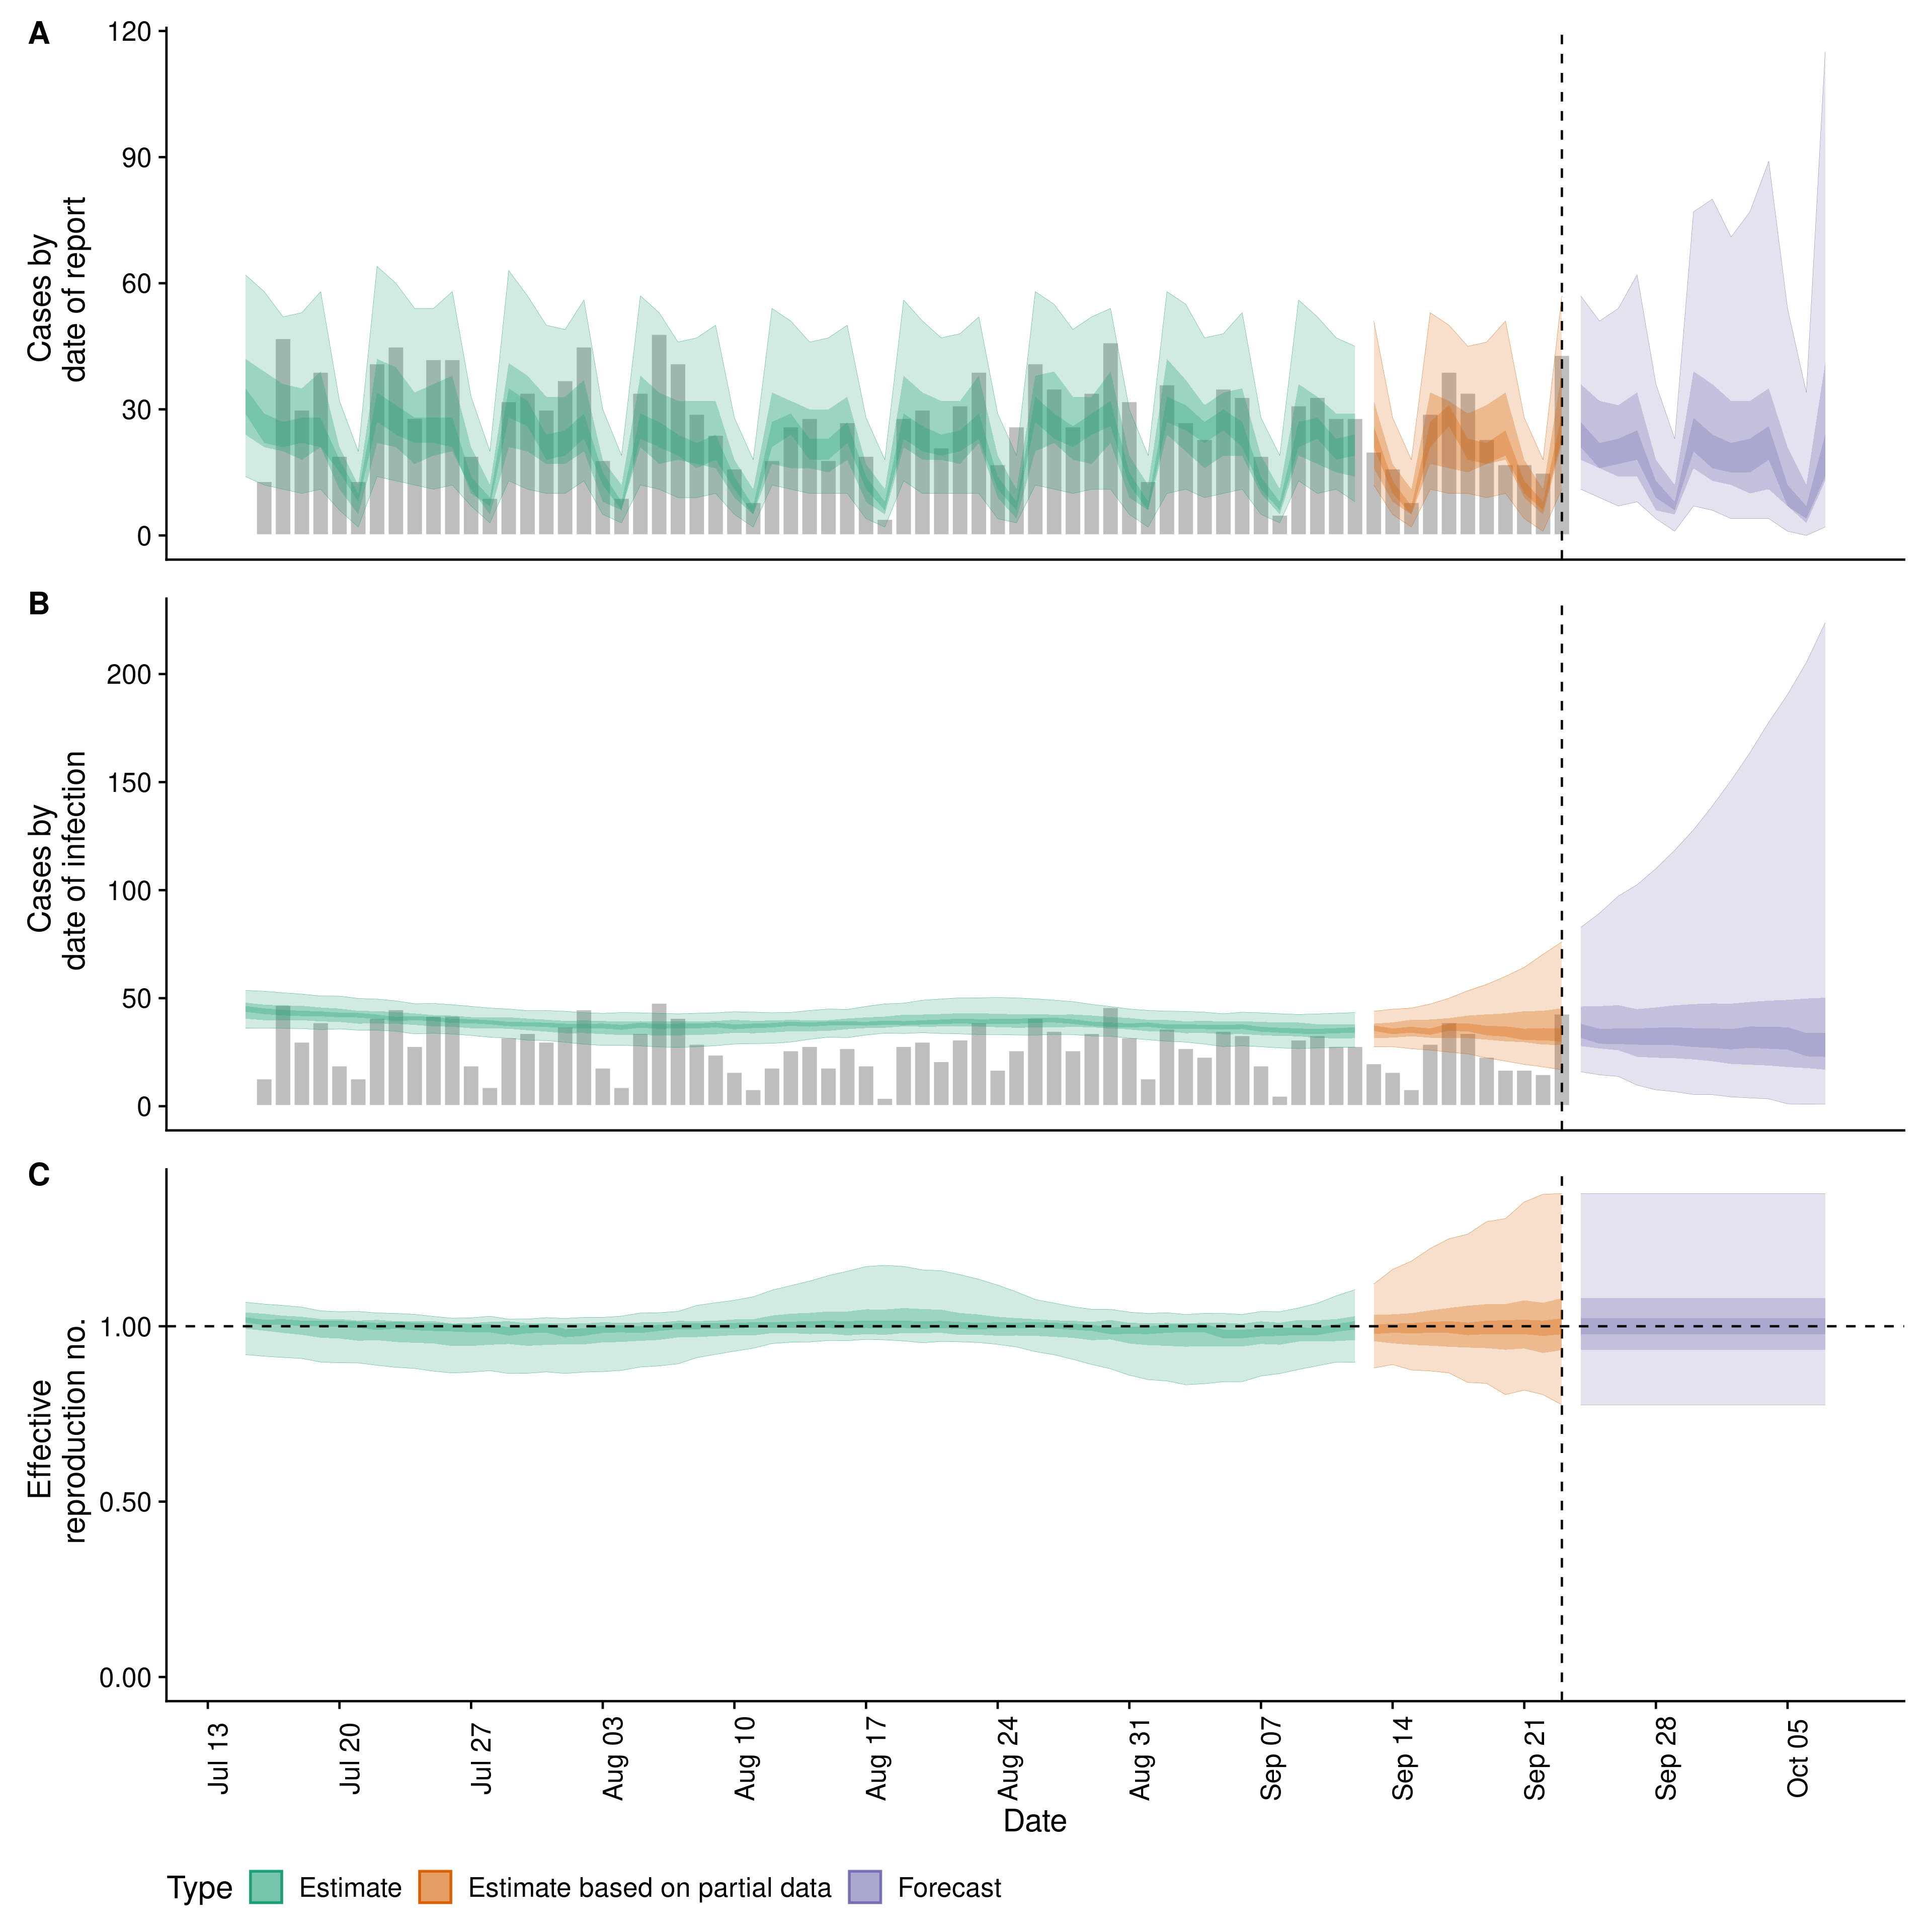 A
Cases by
date of report
120
90
60
30
0
B
Cases by
date of infection
200
150
100
50
0
C
Effective
reproduction no.
1.00
0.50
0.00
Jul 13
Jul 20
Jul 27
Aug 03
Aug 10
Aug 17
Aug 24
Aug 31
Sep 07
Sep 14
Sep 21
Sep 28
Oct 05
Date
Type Estimate Estimate based on partial data Forecast